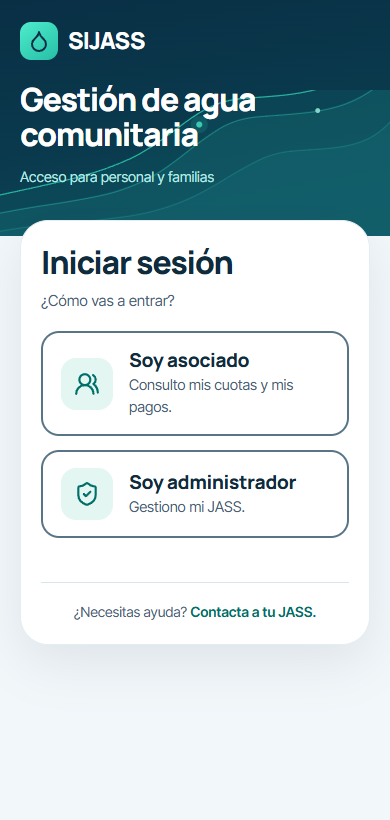 SIJASS
Gestión de agua
comunitaria
Acceso para personal y familias
Iniciar sesión
¿Cómo vas a entrar?
Soy asociado
Consulto mis cuotas y mis
pagos.
Soy administrador
Gestiono mi JASS.
¿Necesitas ayuda? Contacta a tu JASS.